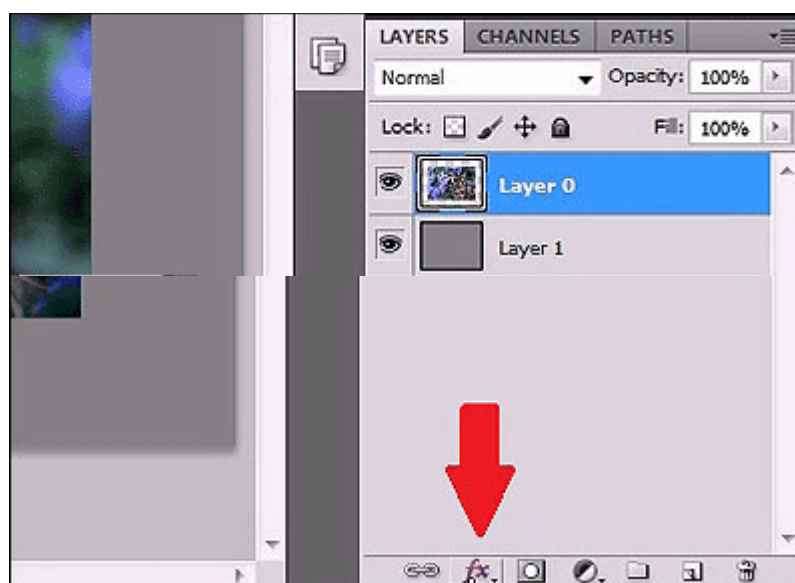 LAYERS CHANNELS PATHS
Normal Opacity: 100%
Lock: Fill: 100%
Layer 0
Layer 1
fx